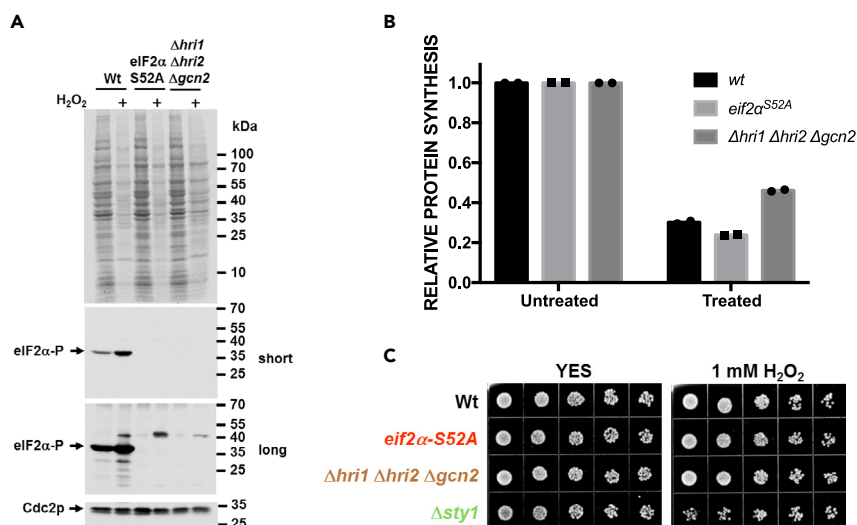 A
Wt
eIF2α
S52A
Δhri1
Δhri2
Δgcn2
H2O2 + + +
kDa
100
70
55
40
35
25
10
eIF2α-P
70
55
40
35
25
short
eIF2α-P
70
55
40
35
25
long
Cdc2p
35
25
B
RELATIVE PROTEIN SYNTHESIS
1.0
0.8
0.6
0.4
0.2
0.0
Untreated Treated
wt
eif2αS52A
Δhri1 Δhri2 Δgcn2
C
YES 1 mM H2O2
Wt
eif2α-S52A
Δhri1 Δhri2 Δgcn2
Δsty1